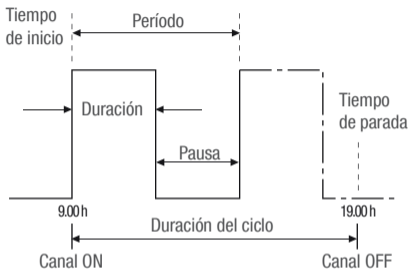 Tiempo
de inicio
Período
Duración
Tiempo
de parada
Pausa
9.00 h
19.00 h
Duración del ciclo
Canal ON
Canal OFF